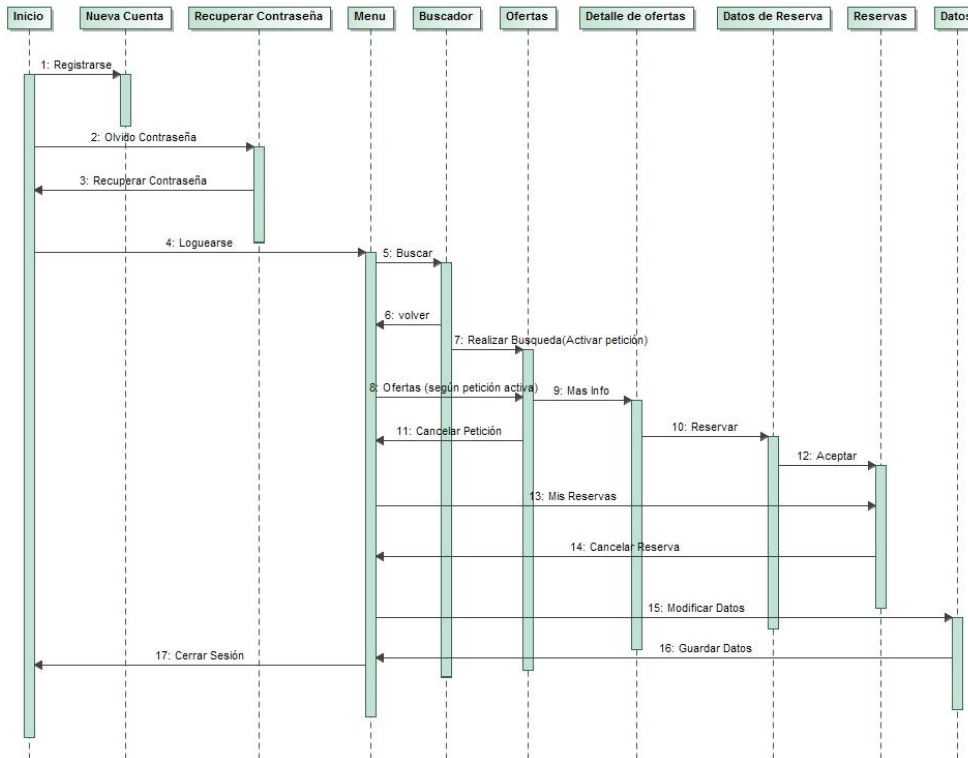 Inicio
Nueva Cuenta
Recuperar Contraseña
Menu
Buscador
Ofertas
Detalle de ofertas
Datos de Reserva
Reservas
Datos
1: Registrarse
2: Olvido Contraseña
3: Recuperar Contraseña
4: Loguearse
5: Buscar
6: volver
7: Realizar Busqueda(Activar petición)
8: Ofertas (según petición activa)
9: Mas Info
10: Reservar
11: Cancelar Petición
12: Aceptar
13: Mis Reservas
14: Cancelar Reserva
15: Modificar Datos
16: Guardar Datos
17: Cerrar Sesión